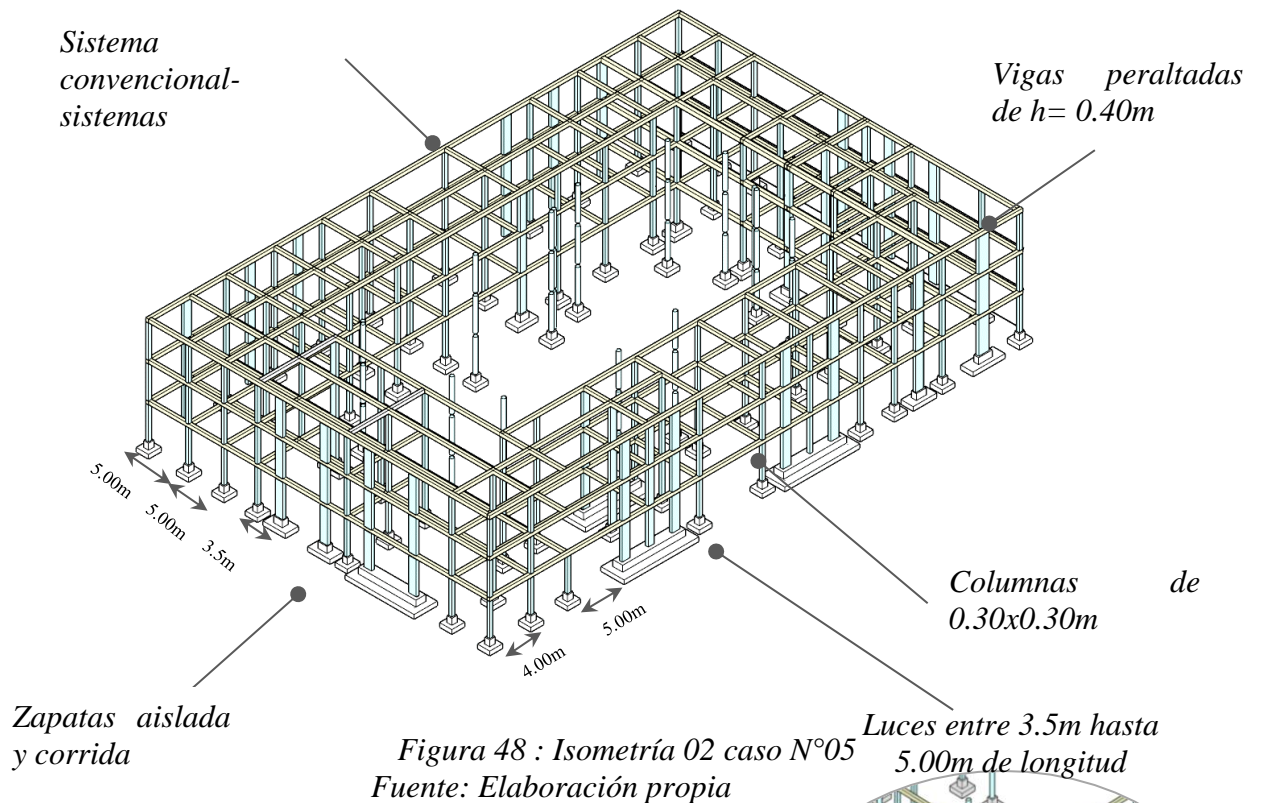 Sistema
convencional-
sistemas
Vigas peraltadas
de h= 0.40m
5.00m
5.00m
3.5m
5.00m
4.00m
Columnas de
0.30x0.30m
Zapatas aislada
y corrida
Luces entre 3.5m hasta
5.00m de longitud
Figura 48 : Isometría 02 caso N°05
Fuente: Elaboración propia